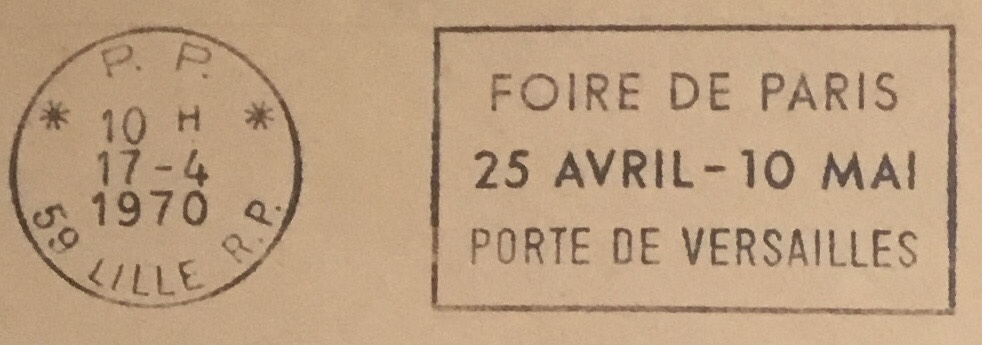 P. P.
* 10 H *
17-4
1970
59 LILLE R.P.
FOIRE DE PARIS
25 AVRIL-10 MAI
PORTE DE VERSAILLES